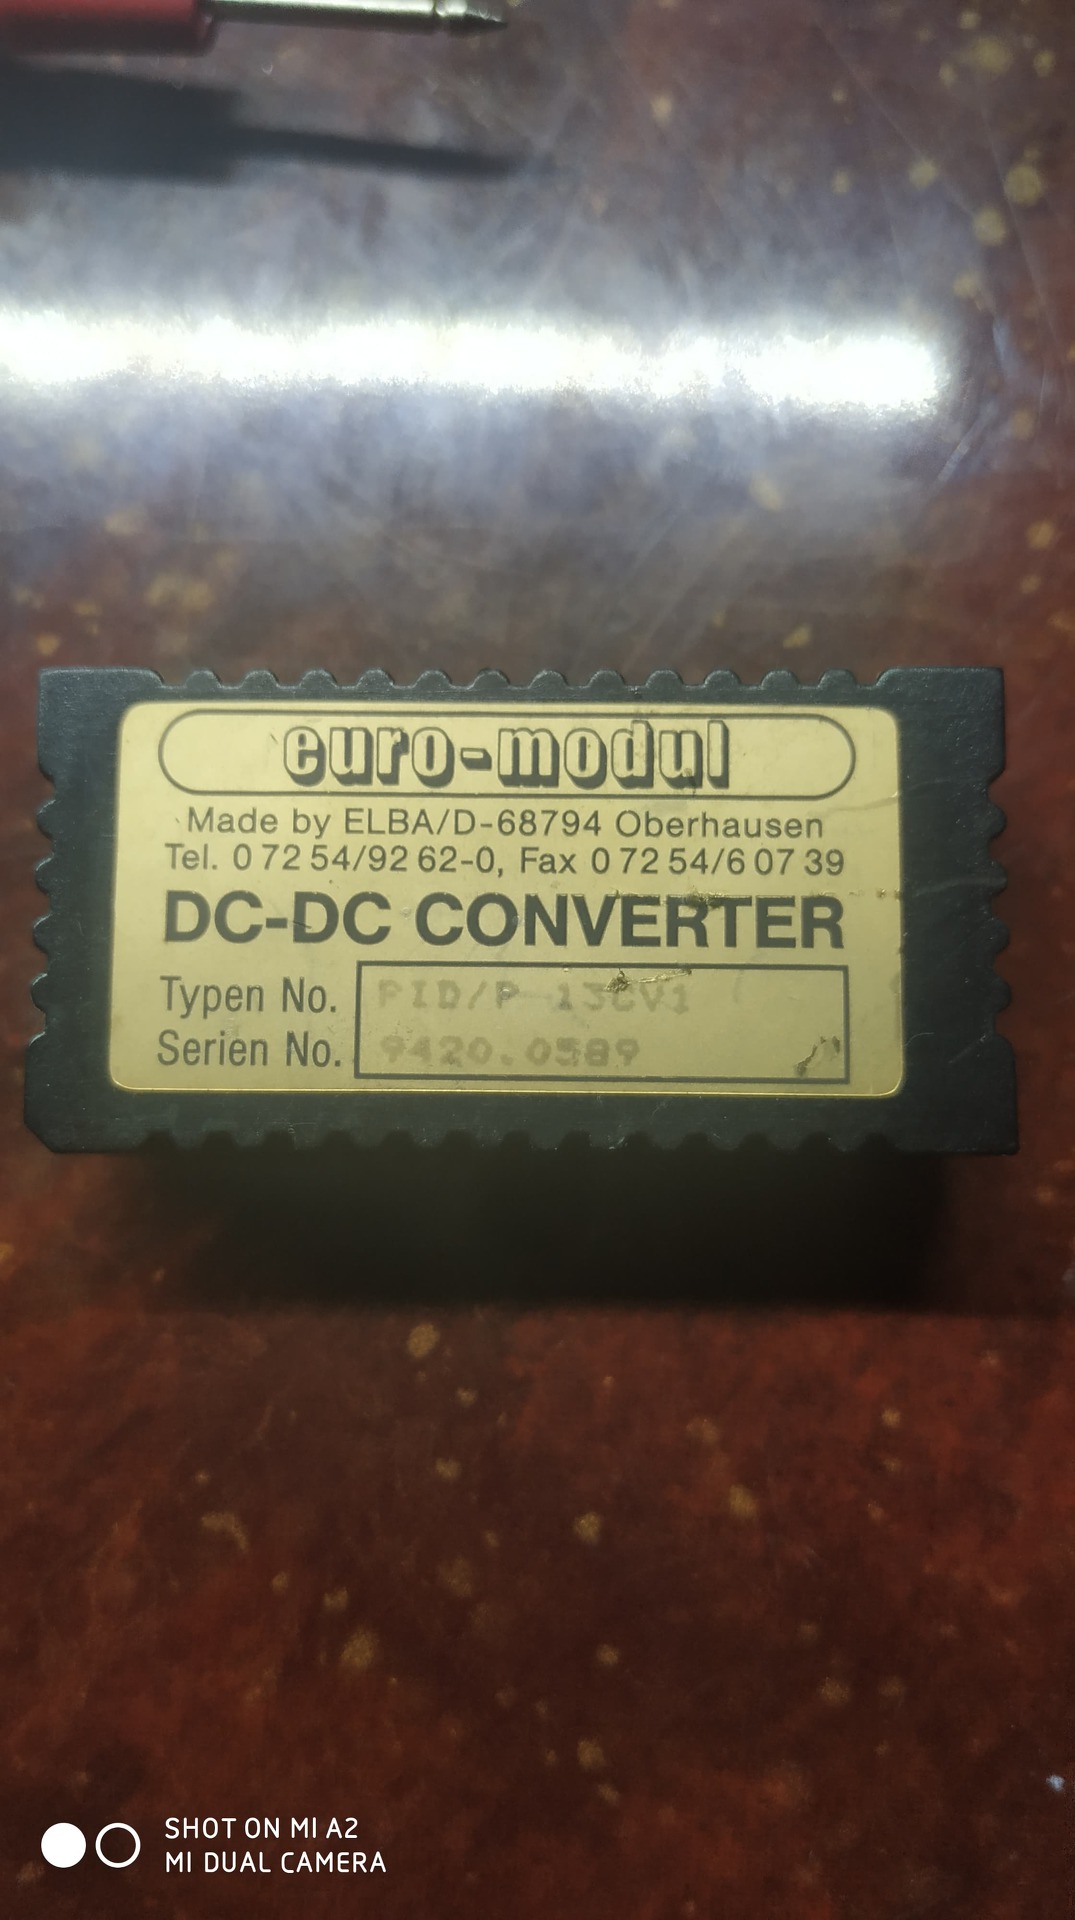 euro-modul
Made by ELBA/D-68794 Oberhausen
Tel. 0 72 54/92 62-0, Fax 0 72 54/6 07 39
DC-DC CONVERTER
Typen No.
Serien No. 9420.0589
SHOT ON MI A2
MI DUAL CAMERA